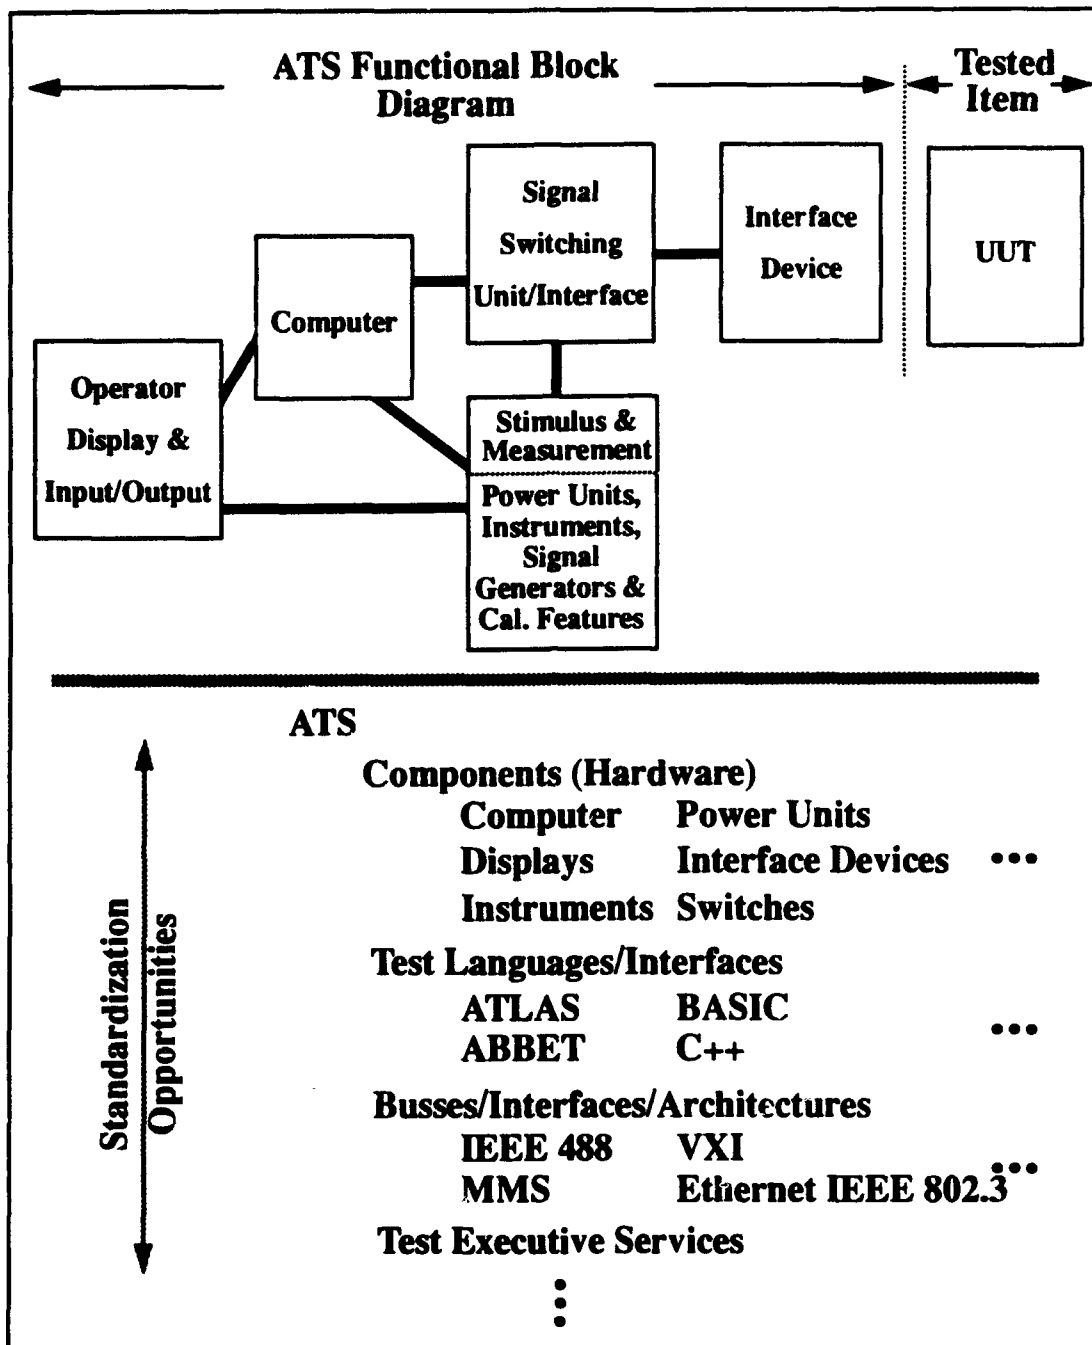 ATS Functional Block
Diagram
Tested
Item
Signal
Switching
Unit/Interface
Interface
Device
UUT
Computer
Operator
Display &
Input/Output
Stimulus &
Measurement
Power Units,
Instruments,
Signal
Generators &
Cal. Features
Standardization
Opportunities
ATS
Components (Hardware)
Computer Power Units
Displays Interface Devices •••
Instruments Switches
Test Languages/Interfaces
ATLAS BASIC
ABBET C++ •••
Busses/Interfaces/Architectures
IEEE 488 VXI •••
MMS Ethernet IEEE 802.3
Test Executive Services